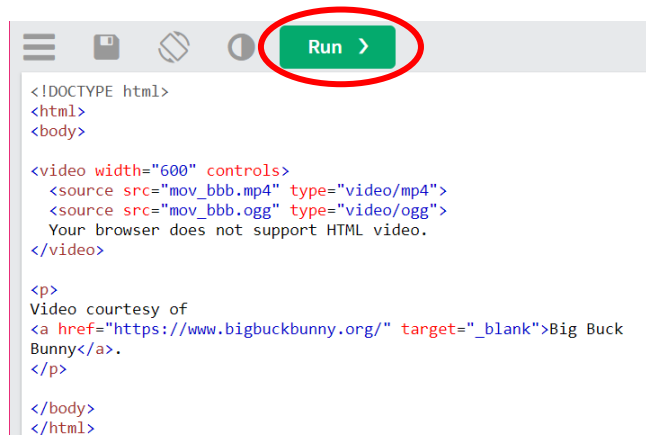 Run ❯
<!DOCTYPE html>
<html>
<body>
<video width="600" controls>
<source src="mov_bbb.mp4" type="video/mp4">
<source src="mov_bbb.ogg" type="video/ogg">
Your browser does not support HTML video.
</video>
<p>
Video courtesy of
<a href="https://www.bigbuckbunny.org/" target="_blank">Big Buck
Bunny</a>.
</p>
</body>
</html>